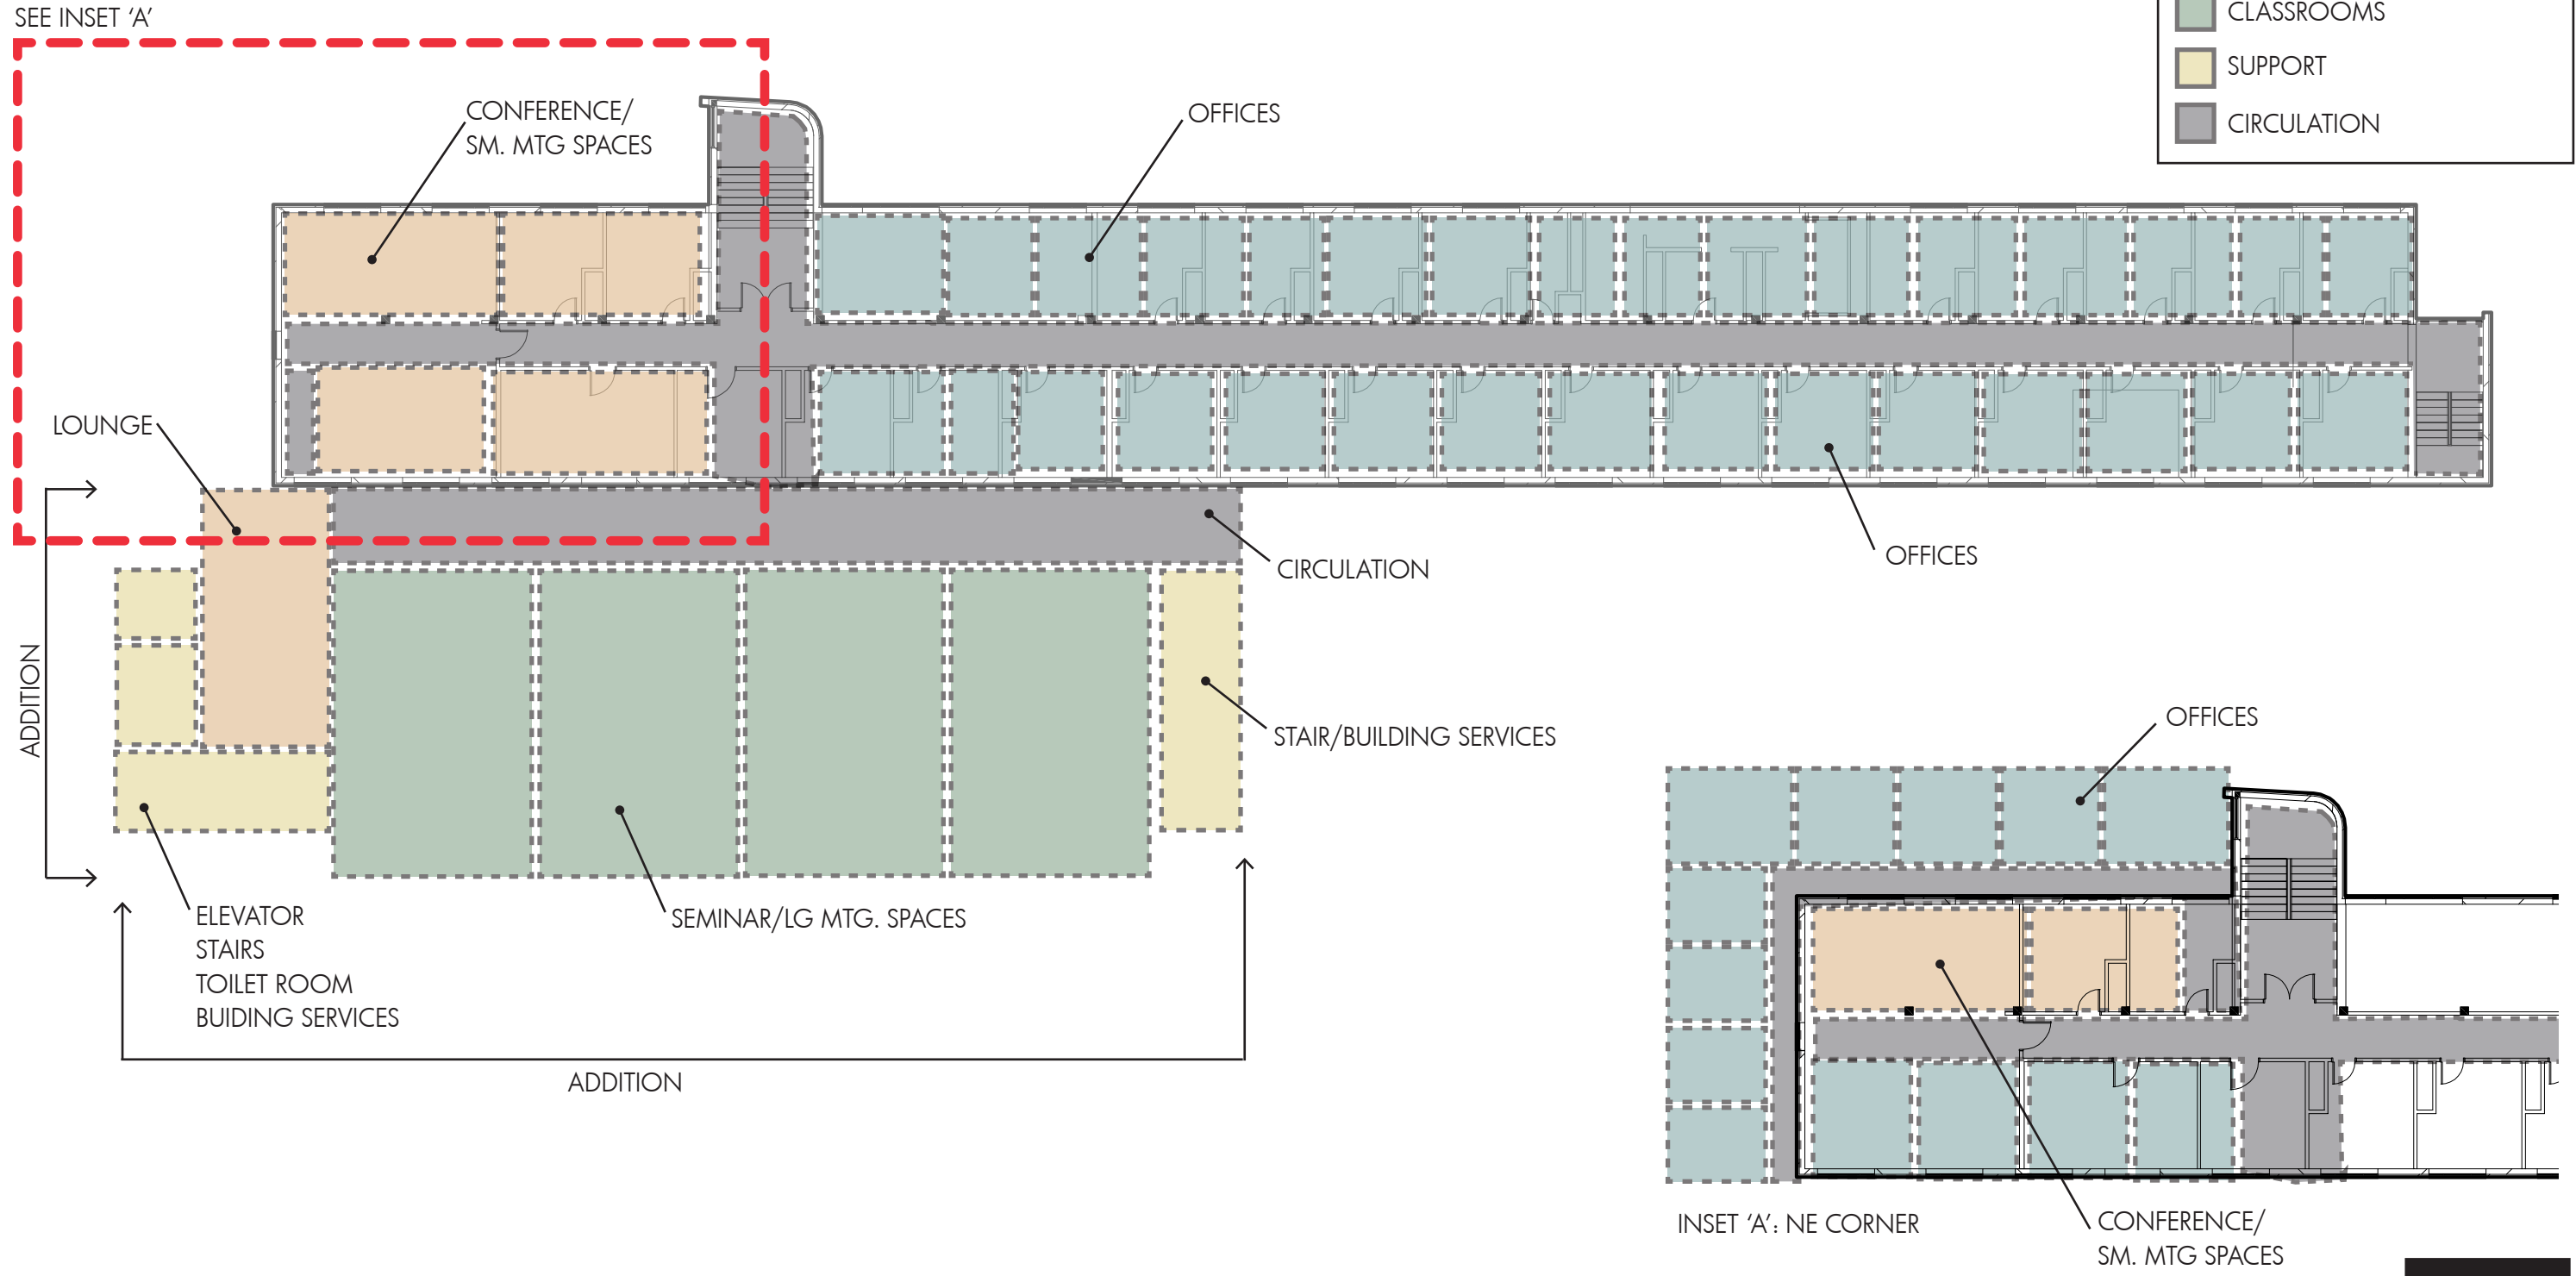 SEE INSET ‘A’
CLASSROOMS
SUPPORT
CIRCULATION
CONFERENCE/
SM. MTG SPACES
OFFICES
LOUNGE
CIRCULATION
OFFICES
ADDITION
STAIR/BUILDING SERVICES
ELEVATOR
STAIRS
TOILET ROOM
BUIDING SERVICES
SEMINAR/LG MTG. SPACES
ADDITION
OFFICES
INSET ‘A’: NE CORNER
CONFERENCE/
SM. MTG SPACES